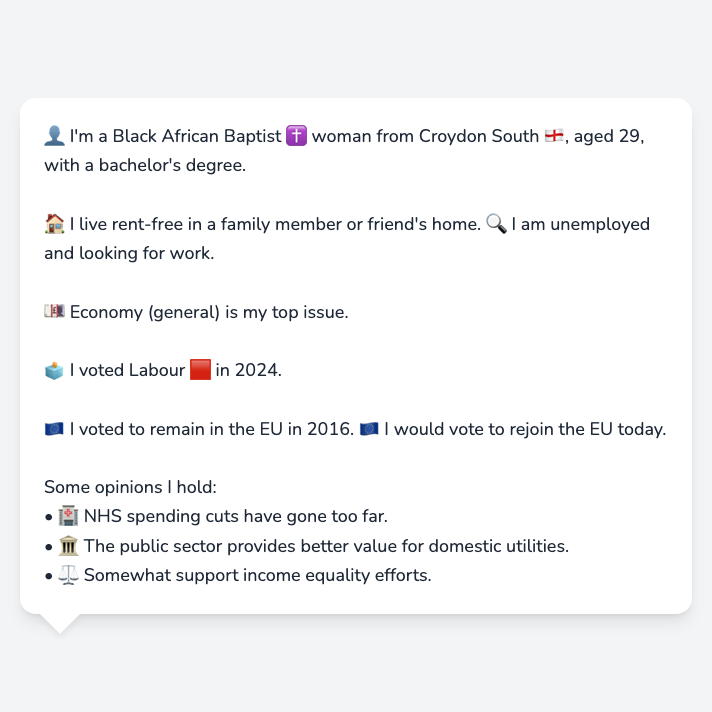 👤 I'm a Black African Baptist ✝️ woman from Croydon South 🏴󠁧󠁢󠁥󠁮󠁧󠁿, aged 29,
with a bachelor's degree.
🏠 I live rent-free in a family member or friend's home. 🔍 I am unemployed
and looking for work.
💷 Economy (general) is my top issue.
🗳️ I voted Labour 🟥 in 2024.
🇪🇺 I voted to remain in the EU in 2016. 🇪🇺 I would vote to rejoin the EU today.
Some opinions I hold:
• 🏥 NHS spending cuts have gone too far.
• 🏛️ The public sector provides better value for domestic utilities.
• ⚖️ Somewhat support income equality efforts.